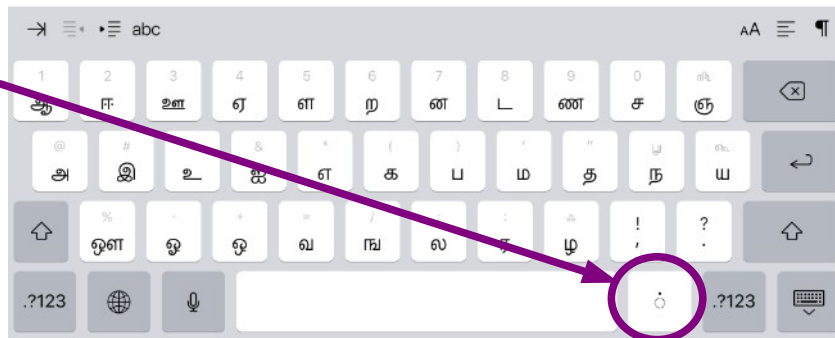 abc AA ¶
1 2 3 4 5 6 7 8 9 0
ஆ ஈ ஊ ஏ ள ற ன ட ண ச ஞ
@ # & * ( ) ' "
அ இ உ ஐ எ க ப ம த ந ய
% - + = / : ஃ ! ?
ஔ ஓ ஒ வ ங ல ர ழ , .
.?123 ் .?123